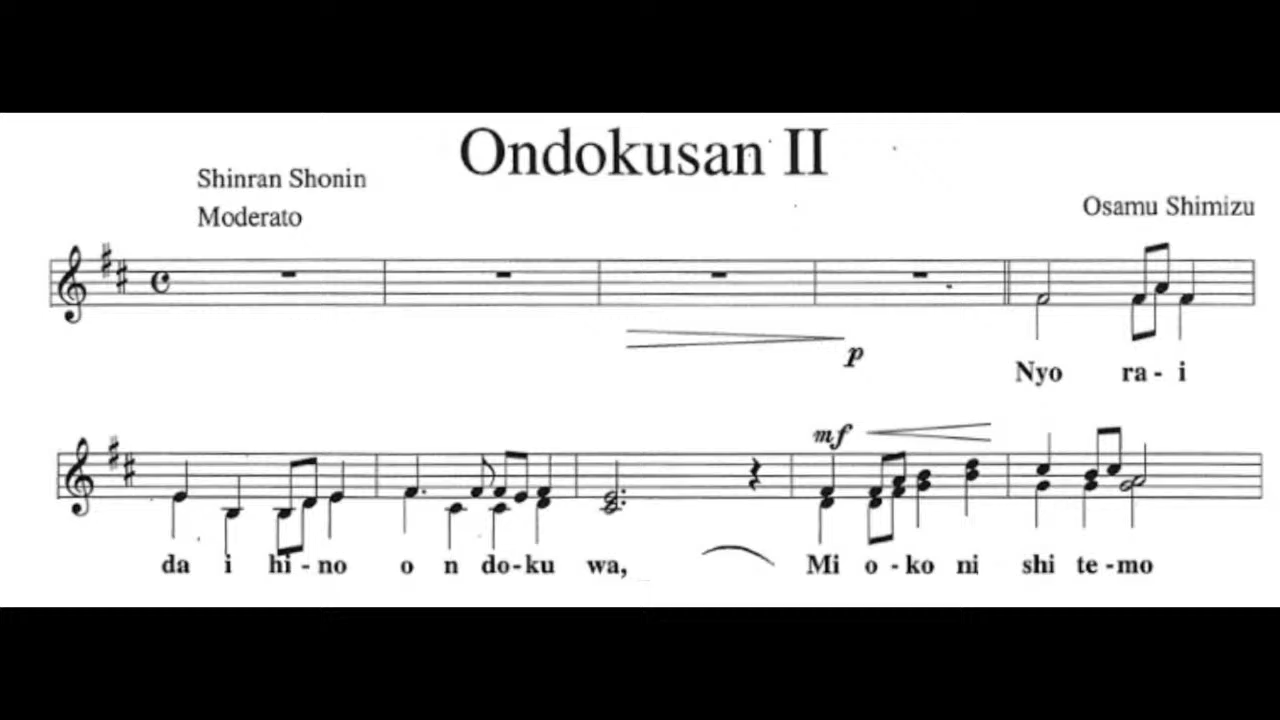 Ondokusan II
Shinran Shonin
Moderato
Osamu Shimizu
p
Nyo ra - i
mf
da i hi - no o n do - ku wa, Mi o - ko ni shi te - mo